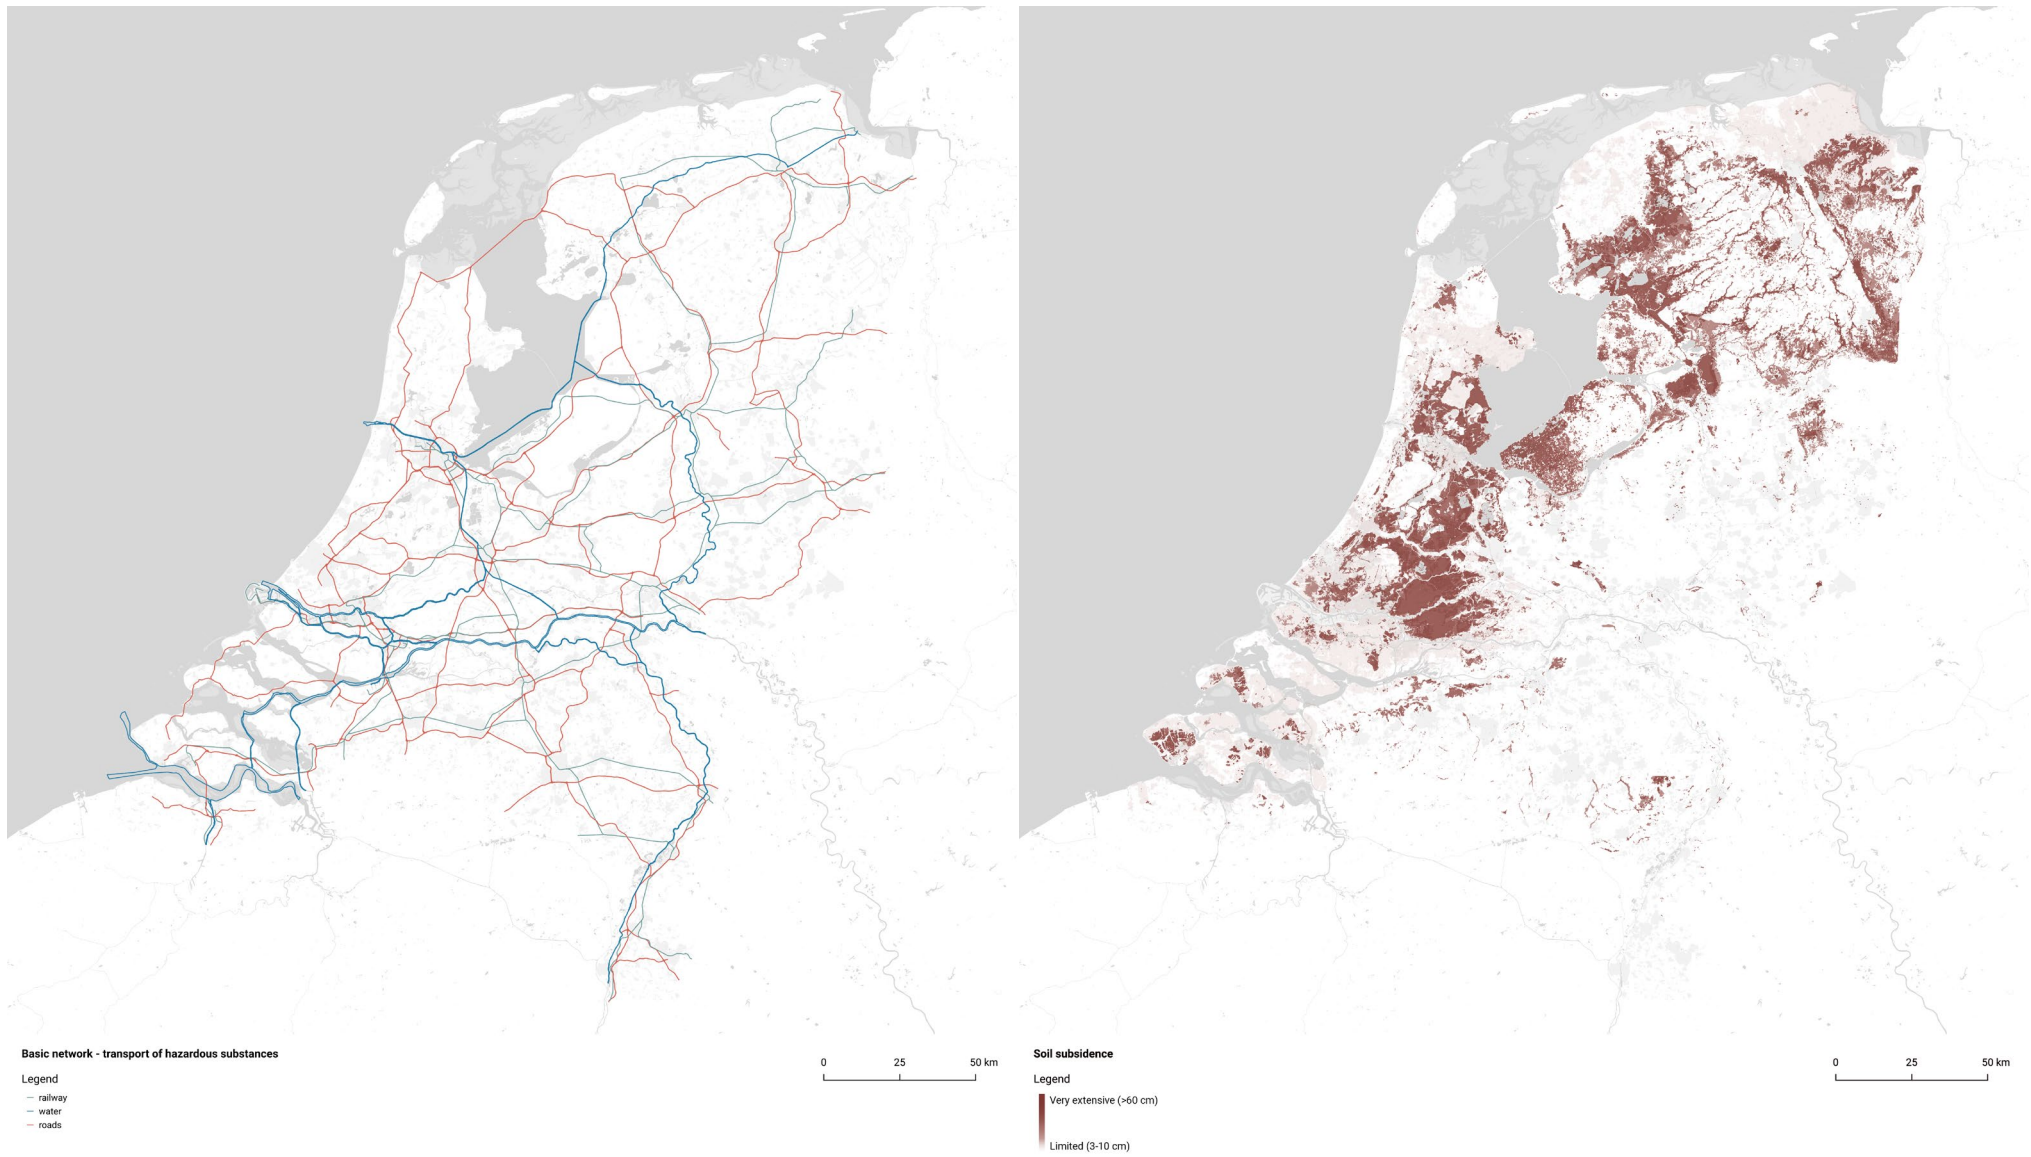 Basic network - transport of hazardous substances
Legend
railway
water
roads
0 25 50 km
Soil subsidence
Legend
Very extensive (>60 cm)
Limited (3-10 cm)
0 25 50 km